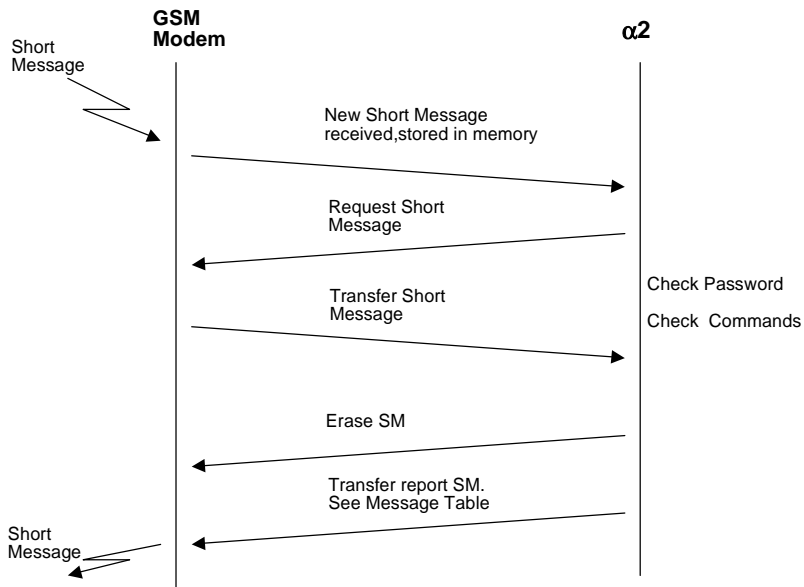 GSM
Modem
α2
Short
Message
New Short Message
received,stored in memory
Request Short
Message
Check Password
Transfer Short
Message
Check Commands
Erase SM
Transfer report SM.
See Message Table
Short
Message